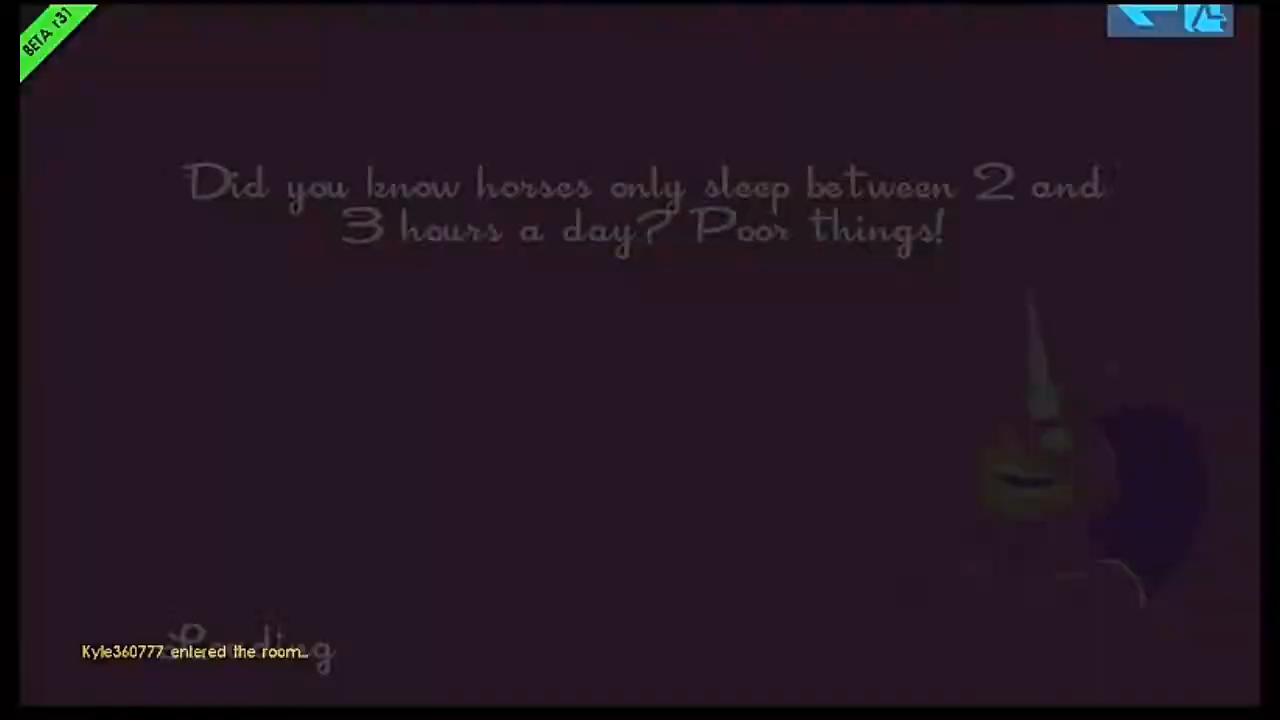 BETA r31
Did you know horses only sleep between 2 and
3 hours a day? Poor things!
Loading
Kyle360777 entered the room...